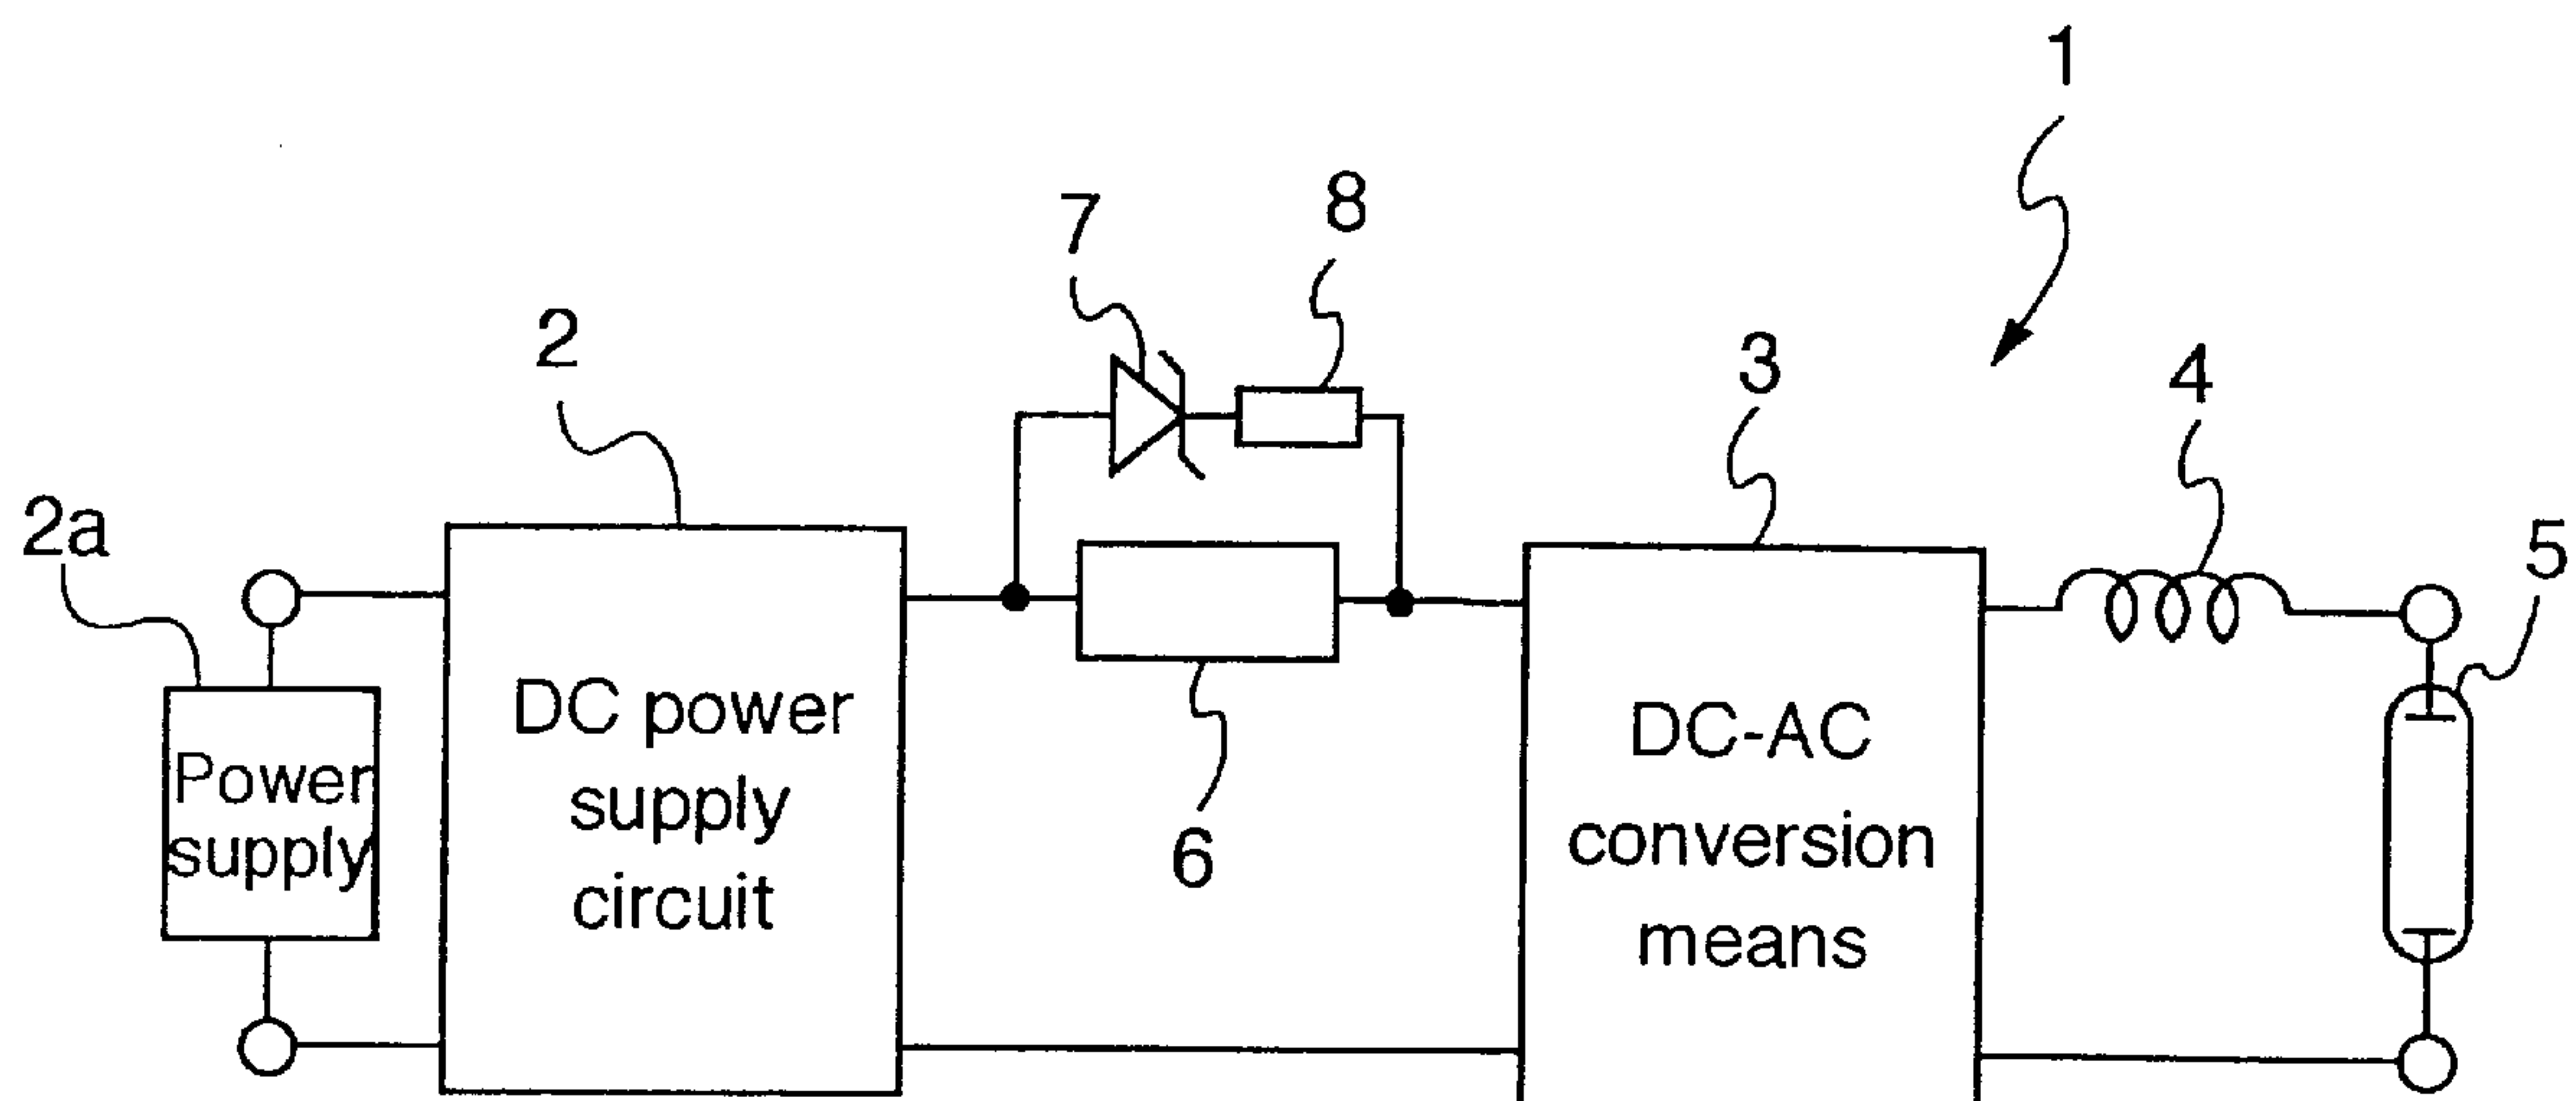 1
7
8
2
3
4
2a
5
DC power
supply
circuit
Power
supply
6
DC-AC
conversion
means